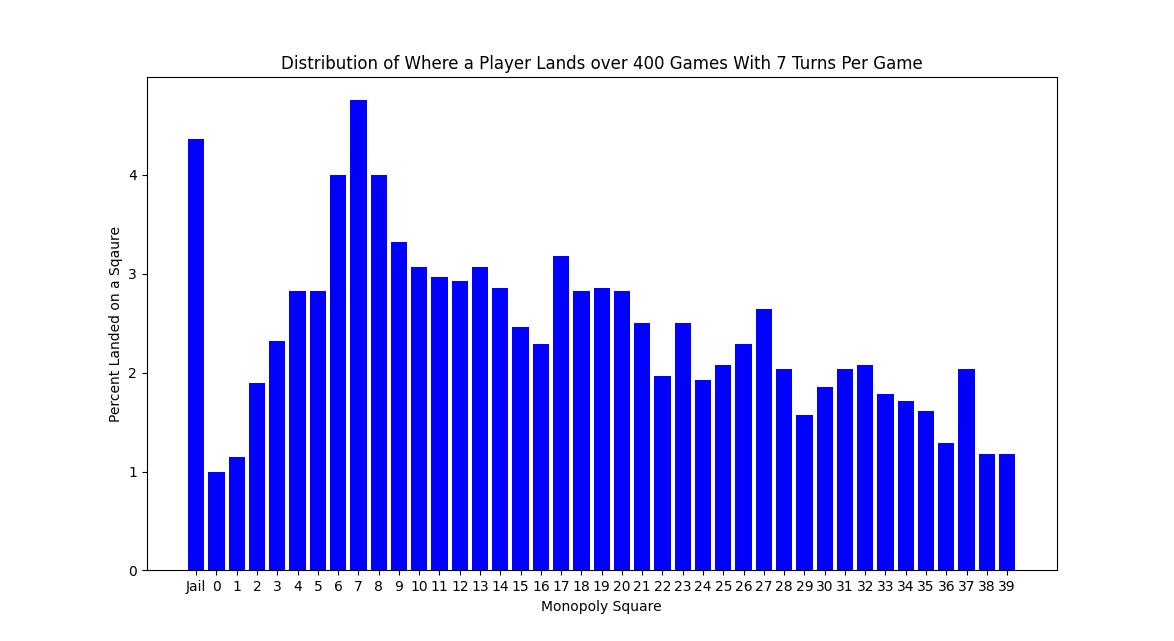 Distribution of Where a Player Lands over 400 Games With 7 Turns Per Game
4
3
2
1
0
Percent Landed on a Sqaure
Jail 0 1 2 3 4 5 6 7 8 9 10 11 12 13 14 15 16 17 18 19 20 21 22 23 24 25 26 27 28 29 30 31 32 33 34 35 36 37 38 39
Monopoly Square